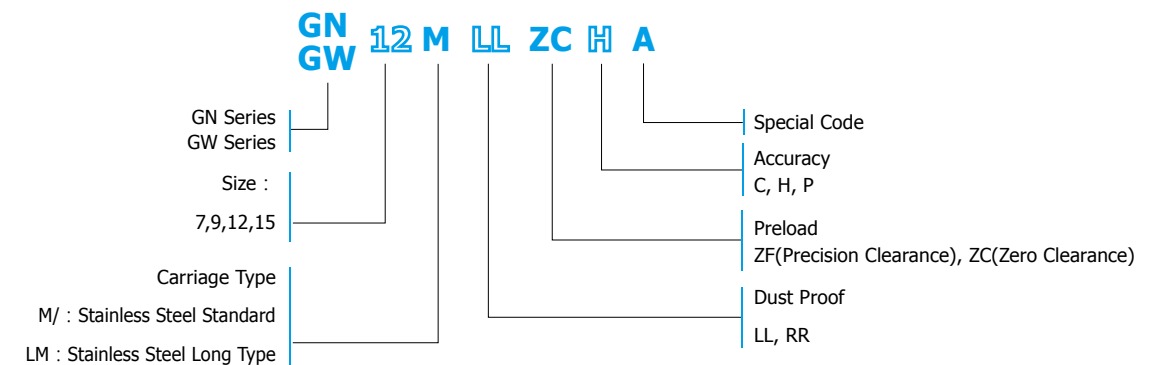 GN
GW 12 M LL ZC H A
GN Series
GW Series
Size :
7,9,12,15
Carriage Type
M/ : Stainless Steel Standard
LM : Stainless Steel Long Type
Special Code
Accuracy
C, H, P
Preload
ZF(Precision Clearance), ZC(Zero Clearance)
Dust Proof
LL, RR